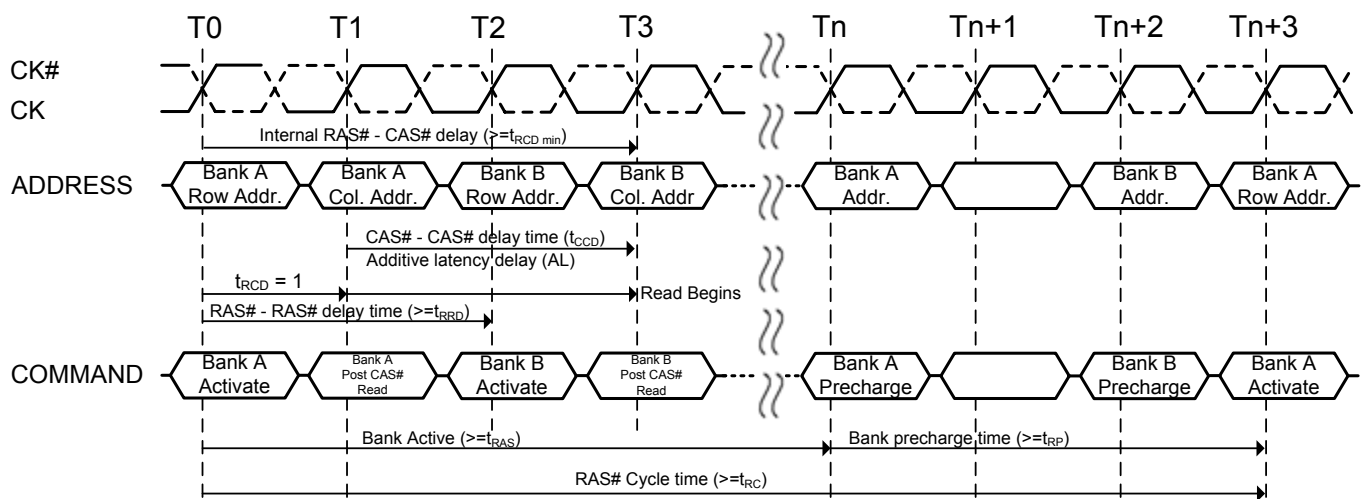 T0 T1 T2 T3 Tn Tn+1 Tn+2 Tn+3
CK#
CK
Internal RAS# - CAS# delay (>=tRCD min)
ADDRESS
Bank A
Row Addr.
Bank A
Col. Addr.
Bank B
Row Addr.
Bank B
Col. Addr
Bank A
Addr.
Bank B
Addr.
Bank A
Row Addr.
CAS# - CAS# delay time (tCCD)
Additive latency delay (AL)
tRCD = 1
Read Begins
RAS# - RAS# delay time (>=tRRD)
COMMAND
Bank A
Activate
Bank A
Post CAS#
Read
Bank B
Activate
Bank B
Post CAS#
Read
Bank A
Precharge
Bank B
Precharge
Bank A
Activate
Bank Active (>=tRAS)
Bank precharge time (>=tRP)
RAS# Cycle time (>=tRC)